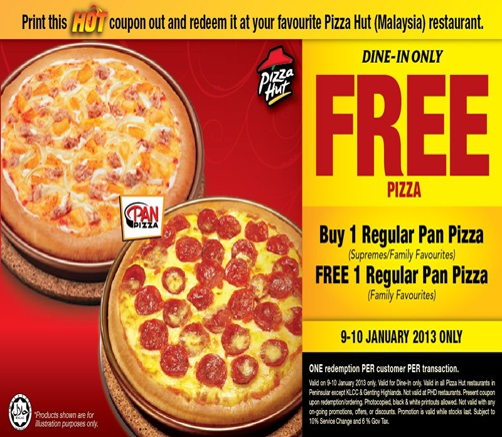 Print this HOT coupon out and redeem it at your favourite Pizza Hut (Malaysia) restaurant.
Pizza
Hut
DINE-IN ONLY
FREE
PIZZA
PAN
PIZZA
Buy 1 Regular Pan Pizza
(Supremes/Family Favourites)
FREE 1 Regular Pan Pizza
(Family Favourites)
9-10 JANUARY 2013 ONLY
ONE redemption PER customer PER transaction.
Valid on 9-10 January 2013 only. Valid for Dine-in only. Valid in all Pizza Hut restaurants in
Peninsular except KLCC & Genting Highlands. Not valid at PHD restaurants. Present coupon
upon redemption/ordering. Photocopied, black & white printouts allowed. Not valid with any
on-going promotions, offers, or discounts. Promotion is valid while stocks last. Subject to
10% Service Change and 6 % Gov Tax.
*Products shown are for
illustration purposes only.